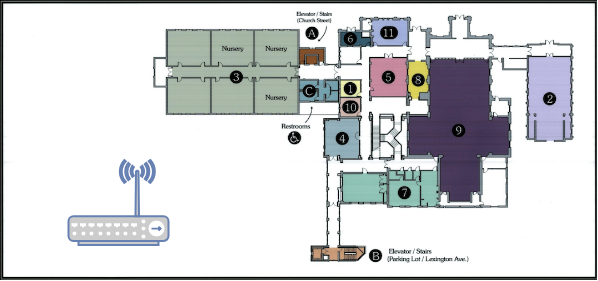 Elevator / Stairs
(Church Street)
A
6
11
Nursery
Nursery
3
5
8
2
C
1
Nursery
10
Restrooms
4
9
7
B
Elevator / Stairs
(Parking Lot / Lexington Ave.)